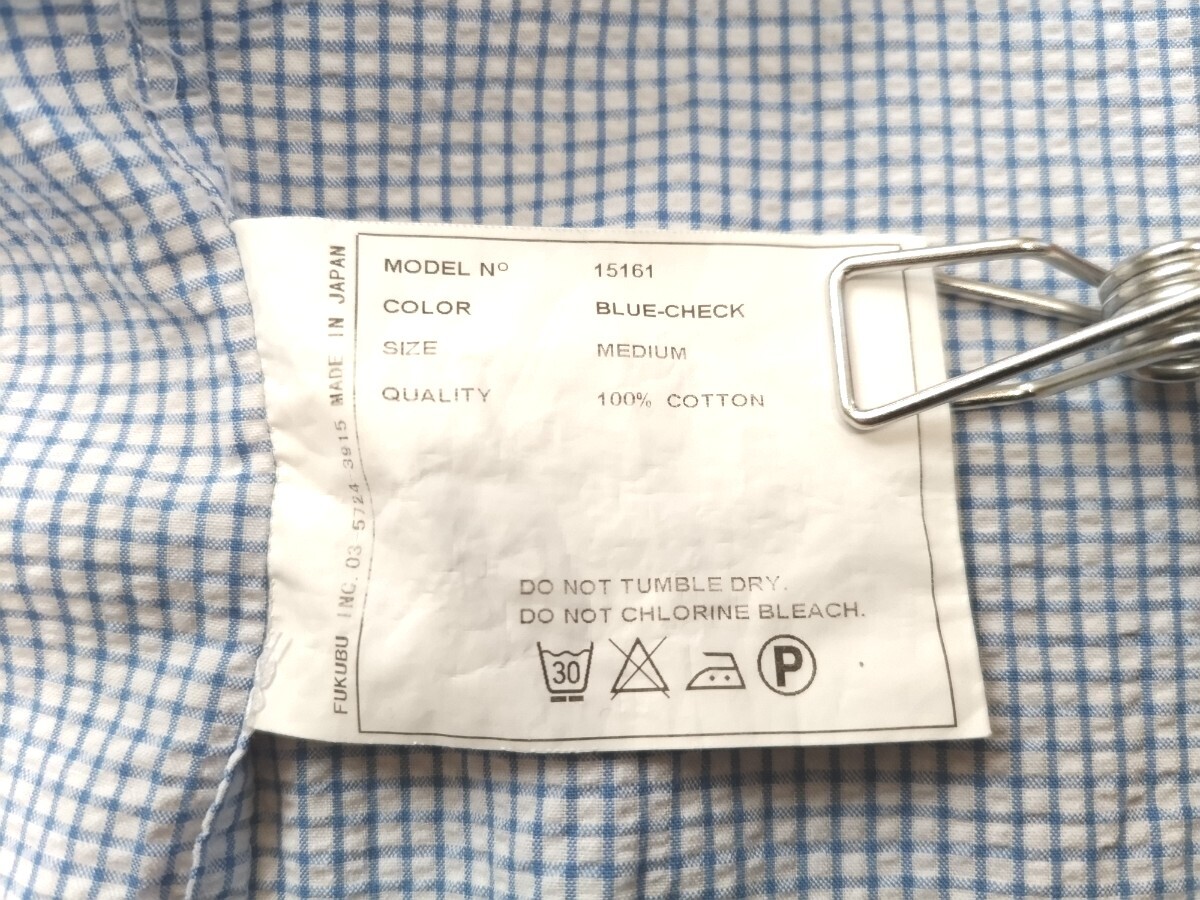 MODEL Nº 15161
COLOR BLUE-CHECK
SIZE MEDIUM
QUALITY 100% COTTON
DO NOT TUMBLE DRY.
DO NOT CHLORINE BLEACH.
30 P
FUKUBU INC. 03 5724 3915 MADE IN JAPAN